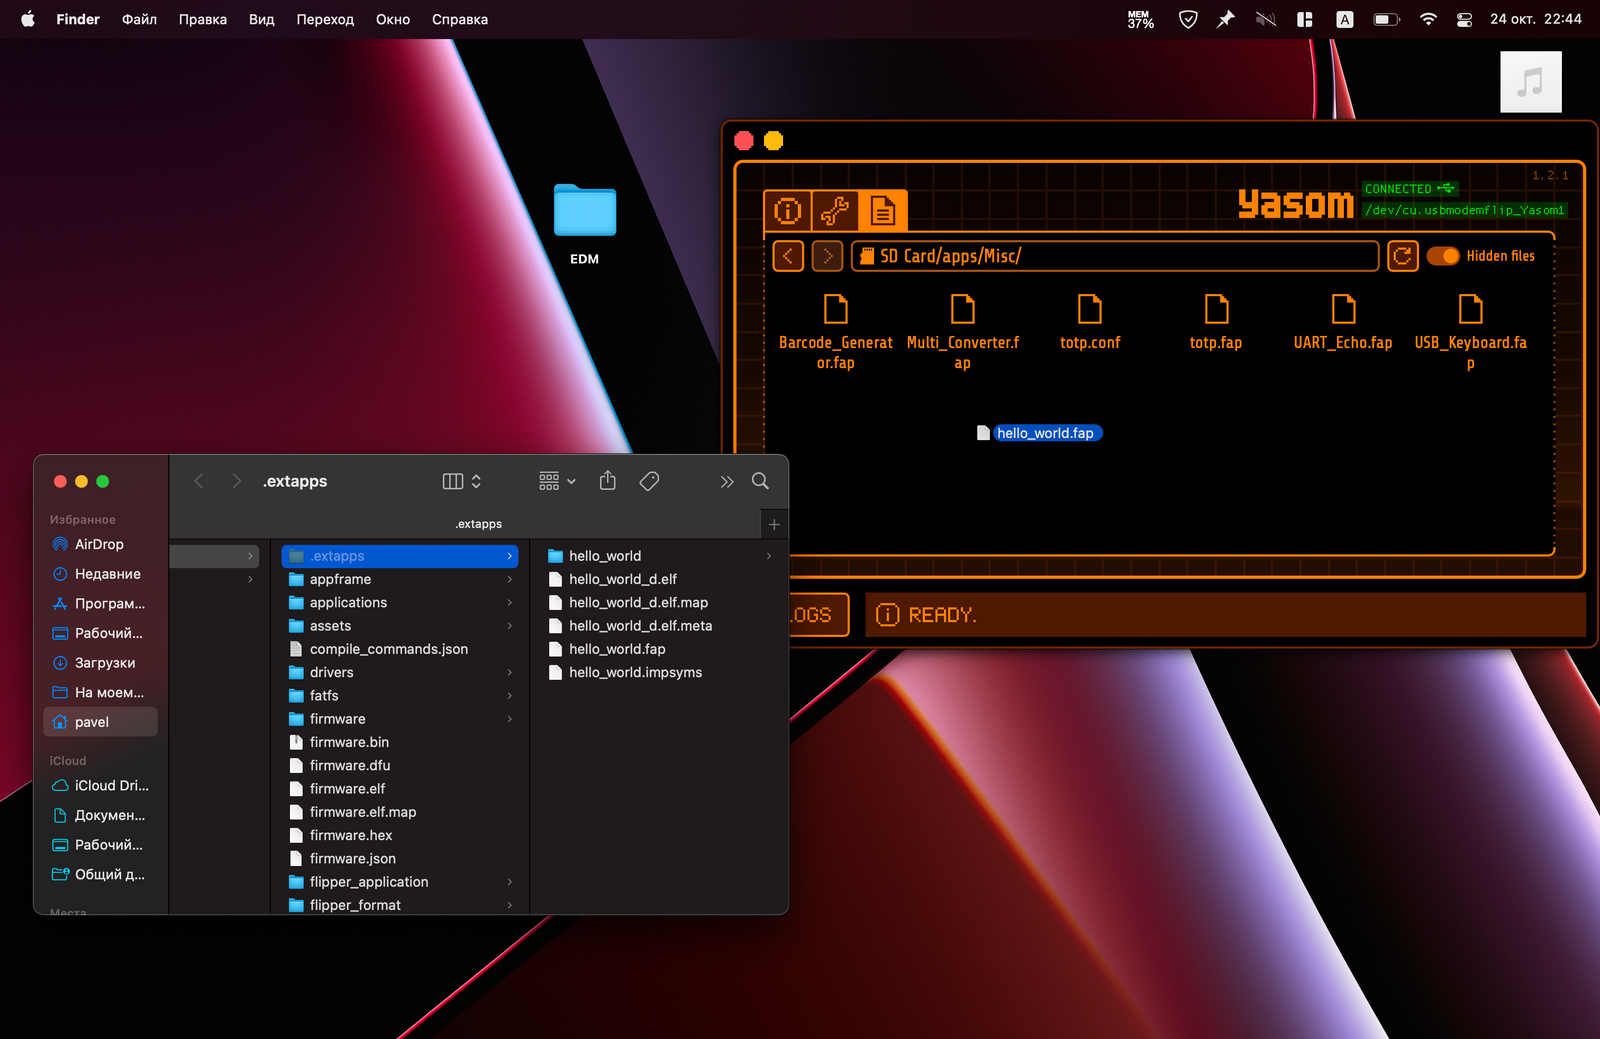 Finder Файл Правка Вид Переход Окно Справка
MEM
37%
A
24 окт. 22:44
EDM
1.2.1
Yasom
CONNECTED
/dev/cu.usbmodemflip_Yasom1
SD Card/apps/Misc/
Hidden files
Barcode_Generat
or.fap
Multi_Converter.f
ap
totp.conf
totp.fap
UART_Echo.fap
USB_Keyboard.fa
p
hello_world.fap
LOGS
READY.
.extapps
.extapps
Избранное
AirDrop
Недавние
Програм...
Рабочий...
Загрузки
На моем...
pavel
iCloud
iCloud Dri...
Докумен...
Рабочий...
Общий д...
Места
.extapps
appframe
applications
assets
compile_commands.json
drivers
fatfs
firmware
firmware.bin
firmware.dfu
firmware.elf
firmware.elf.map
firmware.hex
firmware.json
flipper_application
flipper_format
hello_world
hello_world_d.elf
hello_world_d.elf.map
hello_world_d.elf.meta
hello_world.fap
hello_world.impsyms